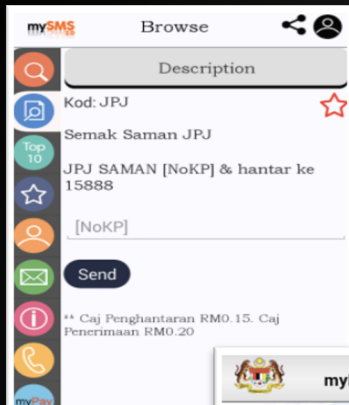 mySMS
Browse
Description
Kod: JPJ
Semak Saman JPJ
JPJ SAMAN [NoKP] & hantar ke
15888
[NoKP]
Send
** Caj Penghantaran RM0.15. Caj
Penerimaan RM0.20
Top
10
myPay